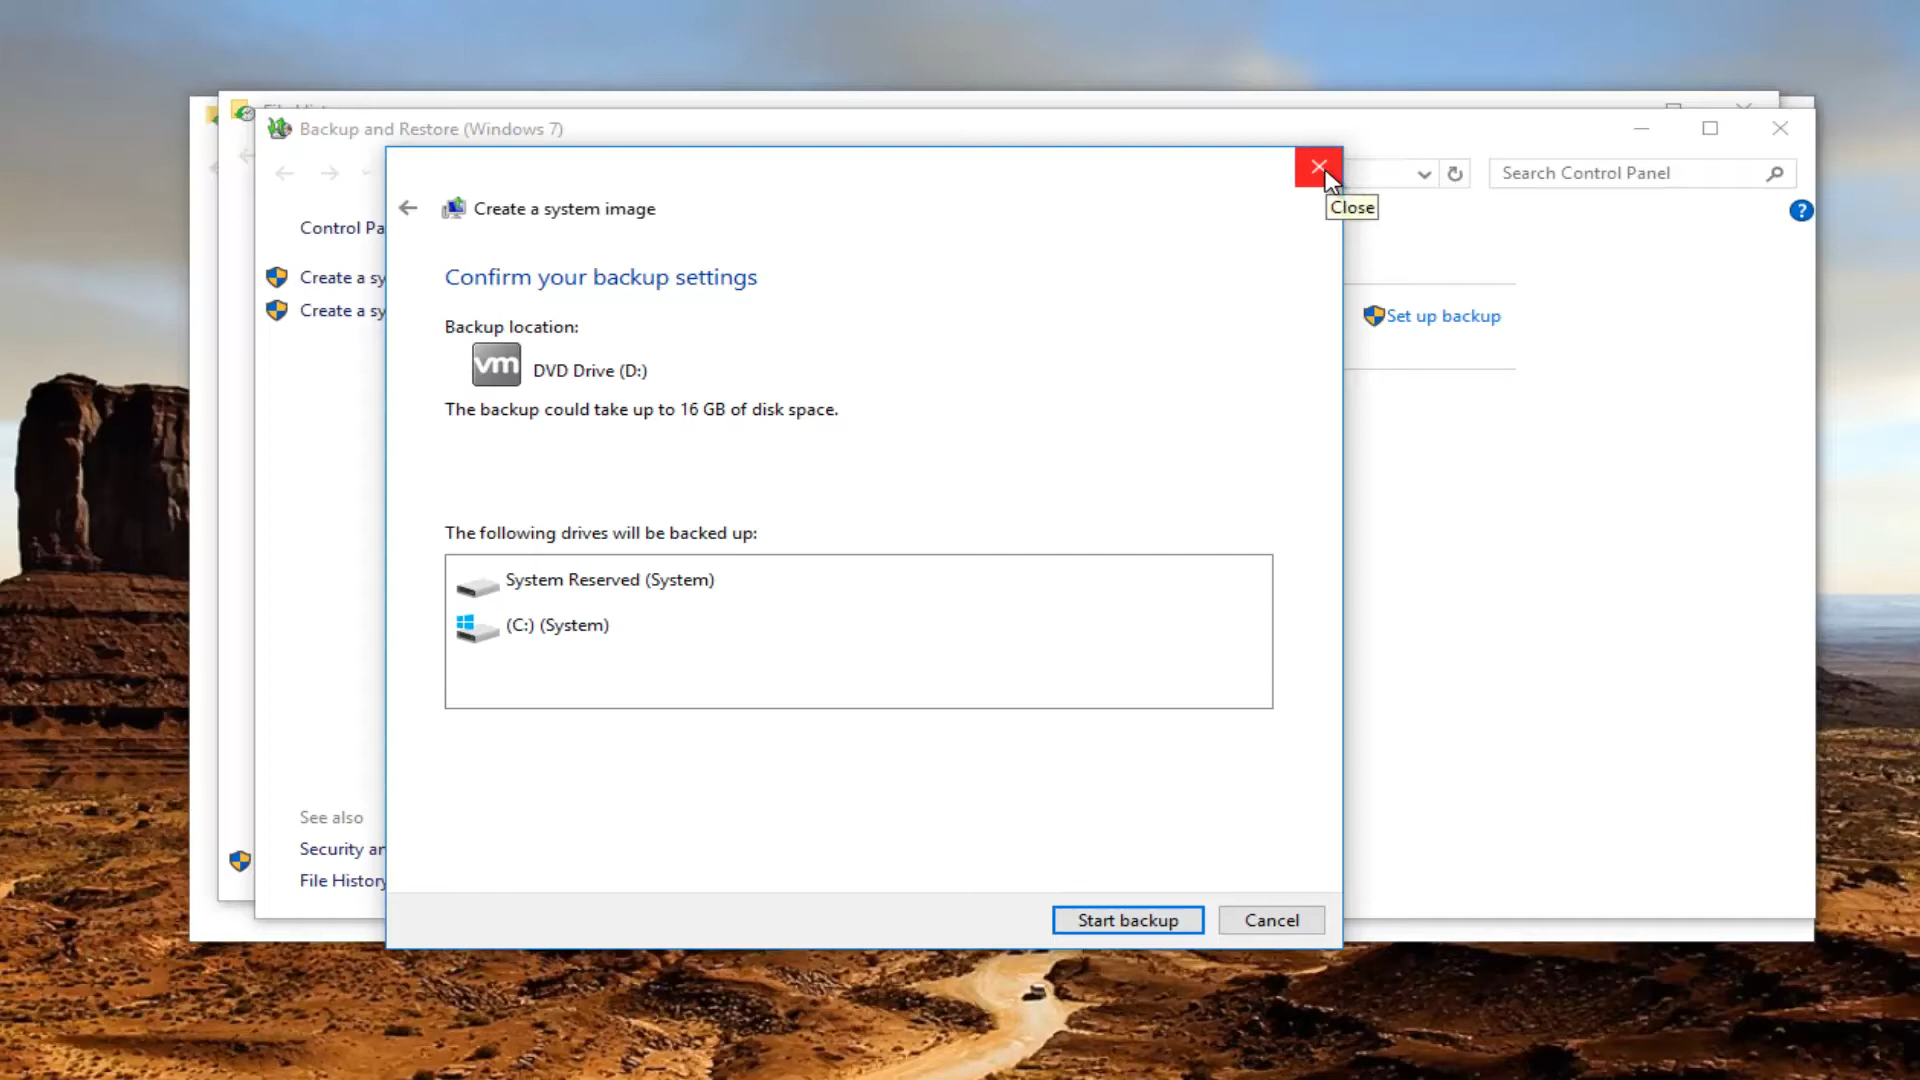 Backup and Restore (Windows 7)
Search Control Panel
Close
Create a system image
Control Pa
Confirm your backup settings
Create a sy
Create a sy
Set up backup
Backup location:
vm
DVD Drive (D:)
The backup could take up to 16 GB of disk space.
The following drives will be backed up:
System Reserved (System)
(C:) (System)
See also
Security an
File History
Start backup
Cancel
?